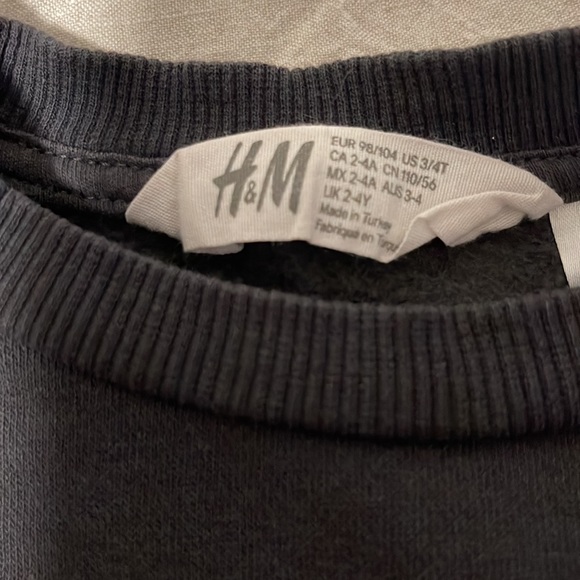 H&M
EUR 98/104 US 3/4T
CA 2-4A CN 110/56
MX 2-4A AUS 3-4
UK 2-4Y
Made in Turkey
Fabriqué en